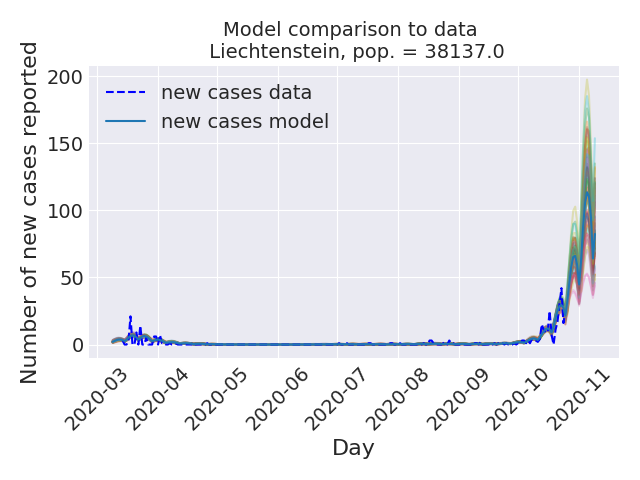 Model comparison to data
Liechtenstein, pop. = 38137.0
Number of new cases reported
200
150
100
50
0
new cases data
new cases model
2020-03
2020-04
2020-05
2020-06
2020-07
2020-08
2020-09
2020-10
2020-11
Day